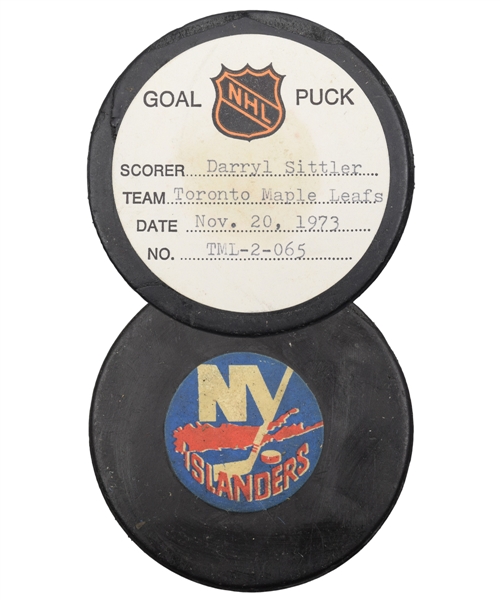 GOAL NHL PUCK
SCORER Darryl Sittler
TEAM Toronto Maple Leafs
DATE Nov. 20, 1973
NO. TML-2-065
NY
ISLANDERS